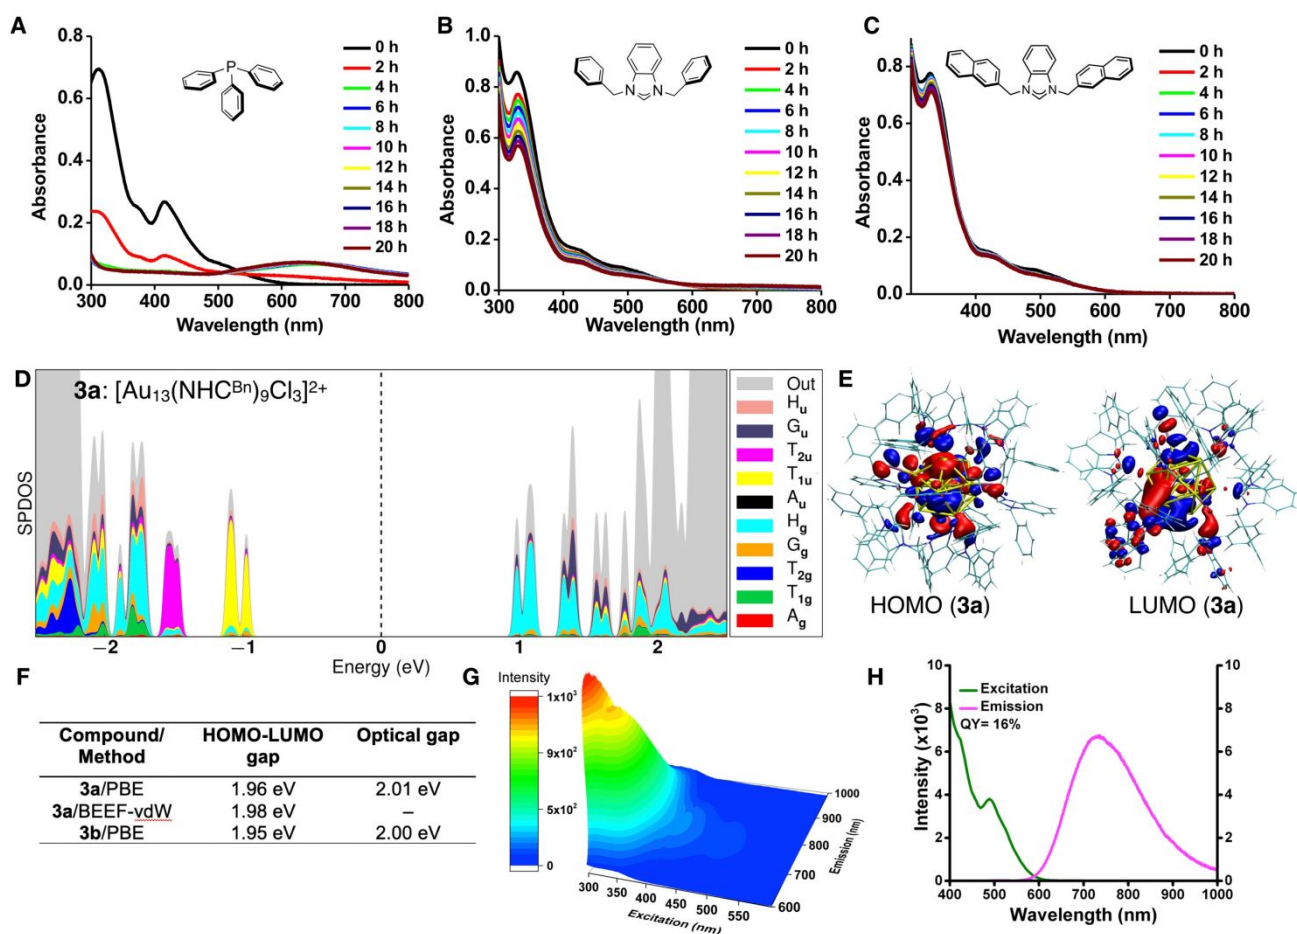 A
0.8
0.6
0.4
0.2
0.0
300 400 500 600 700 800
Absorbance
Wavelength (nm)
P
0 h
2 h
4 h
6 h
8 h
10 h
12 h
14 h
16 h
18 h
20 h
B
1.0
0.8
0.6
0.4
0.2
0.0
300 400 500 600 700 800
Absorbance
Wavelength (nm)
N N
0 h
2 h
4 h
6 h
8 h
10 h
12 h
14 h
16 h
18 h
20 h
C
0.8
0.6
0.4
0.2
0.0
400 500 600 700 800
Absorbance
Wavelength (nm)
N N
0 h
2 h
4 h
6 h
8 h
10 h
12 h
14 h
16 h
18 h
20 h
D
3a: [Au₁₃(NHCᴮⁿ)₉Cl₃]²⁺
SPDOS
−2 −1 0 1 2
Energy (eV)
Out
Hu
Gu
T2u
T1u
Au
Hg
Gg
T2g
T1g
Ag
E
HOMO (3a) LUMO (3a)
F
Compound/ HOMO-LUMO Optical gap
Method gap
3a/PBE 1.96 eV 2.01 eV
3a/BEEF-vdW 1.98 eV –
3b/PBE 1.95 eV 2.00 eV
G
Intensity
1x10³
9x10²
5x10²
0
300 350 400 450 500 550
Excitation (nm)
600
700
800
900
1000
Emission (nm)
H
10
8
6
4
2
0
Intensity (x10³)
Excitation
Emission
QY= 16%
10
8
6
4
2
0
400 500 600 700 800 900 1000
Wavelength (nm)